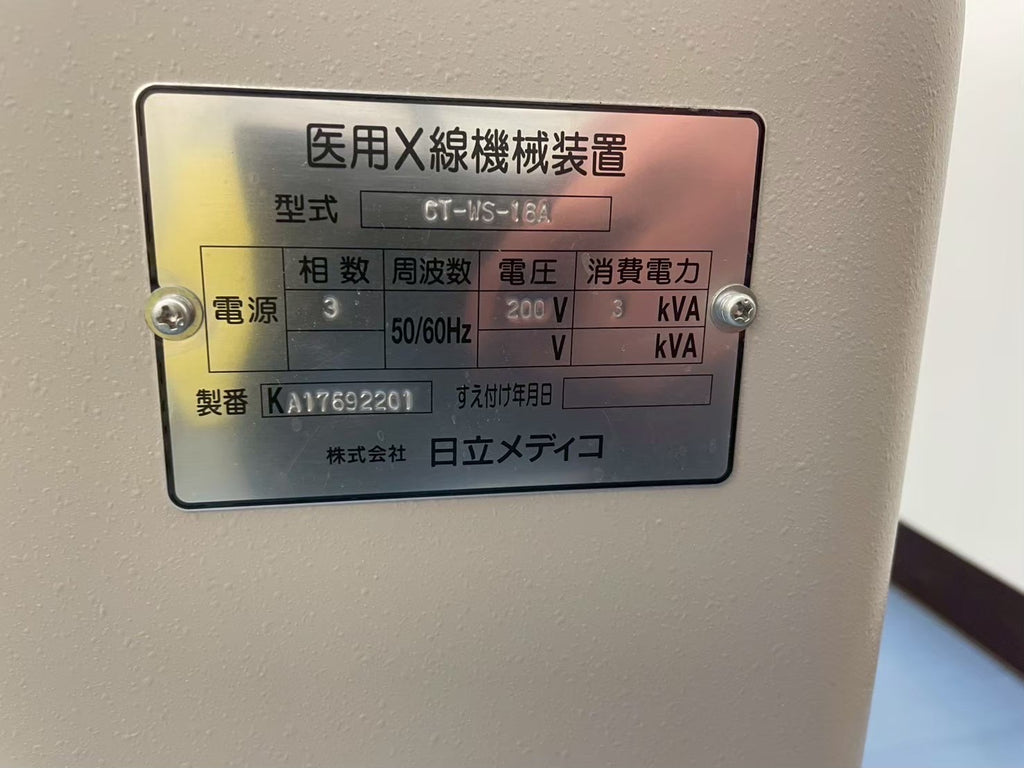 医用X線機械装置
型式 CT-WS-16A
電源 相数 周波数 電圧 消費電力
3 50/60Hz 200 V 3 kVA
V kVA
製番 KA17692201 すえ付け年月日
株式会社 日立メディコ